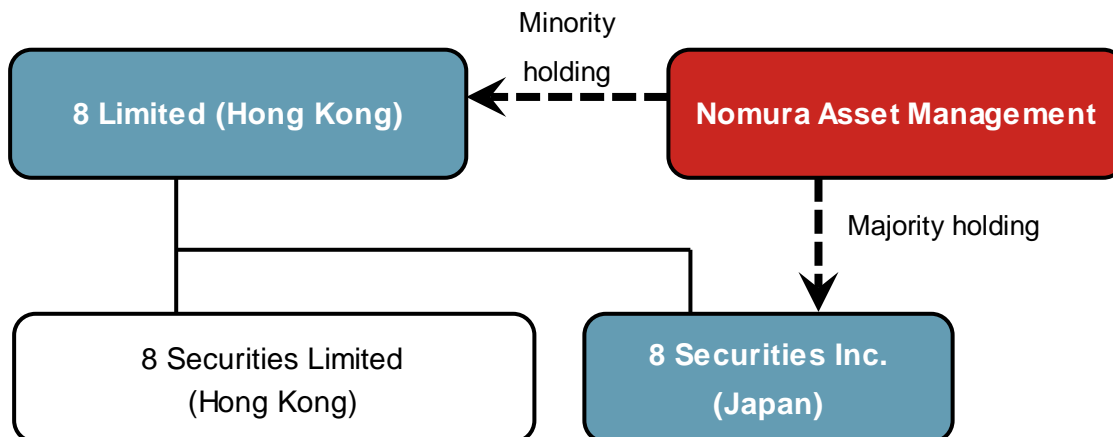 Minority
holding
8 Limited (Hong Kong)
Nomura Asset Management
Majority holding
8 Securities Limited
(Hong Kong)
8 Securities Inc.
(Japan)